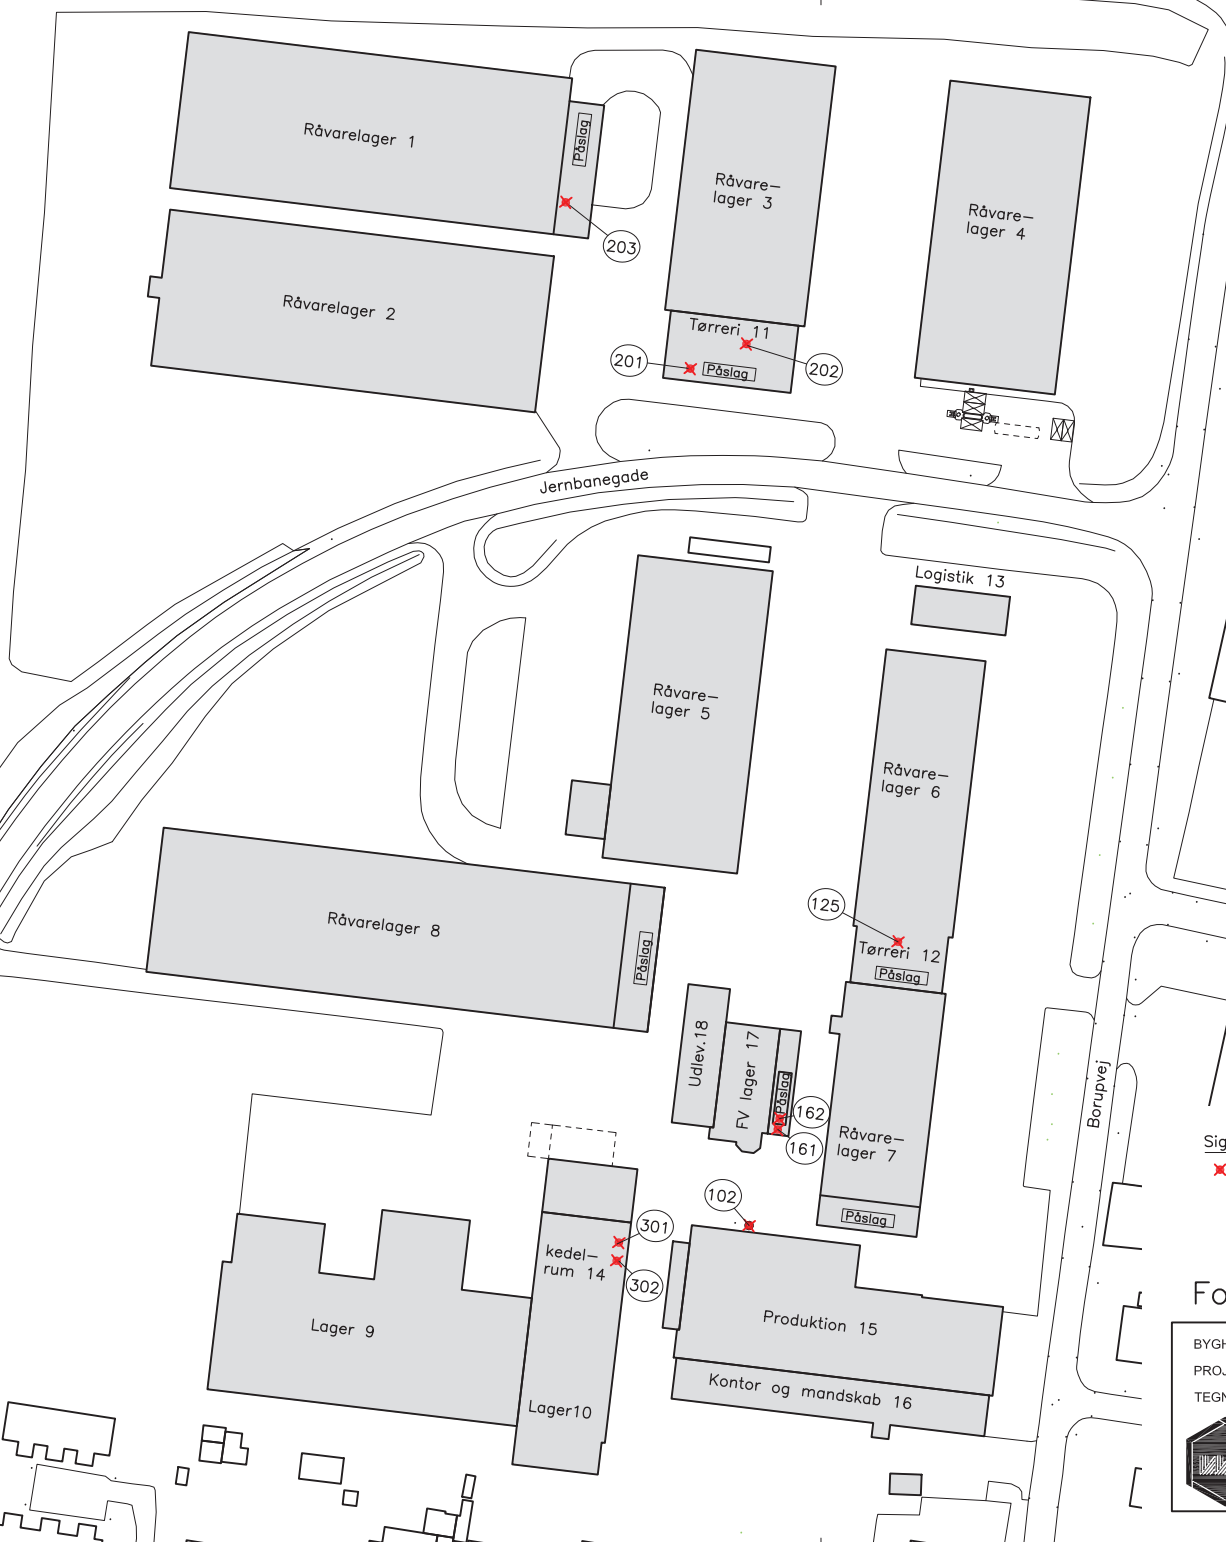 Råvarelager 1
Påslag
203
Råvarelager 2
Råvare-
lager 3
Råvare-
lager 4
Tørreri 11
201
Påslag
202
Jernbanegade
Logistik 13
Råvare-
lager 5
Råvare-
lager 6
125
Tørreri 12
Påslag
Råvarelager 8
Påslag
Udlev.18
FV lager 17
Påslag
162
161
Råvare-
lager 7
Påslag
Borupvej
Sig
102
301
302
kedel-
rum 14
Lager 9
Lager10
Produktion 15
Kontor og mandskab 16
Fo
BYGH
PROJ
TEGN